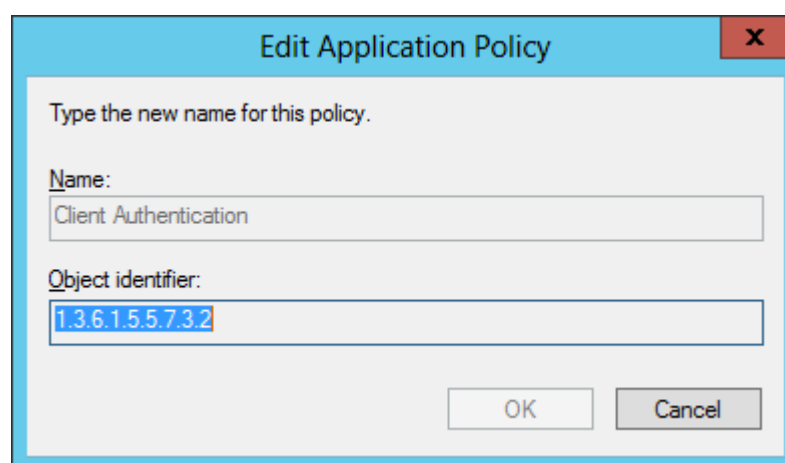 Edit Application Policy
x
Type the new name for this policy.
Name:
Client Authentication
Object identifier:
1.3.6.1.5.5.7.3.2
OK
Cancel